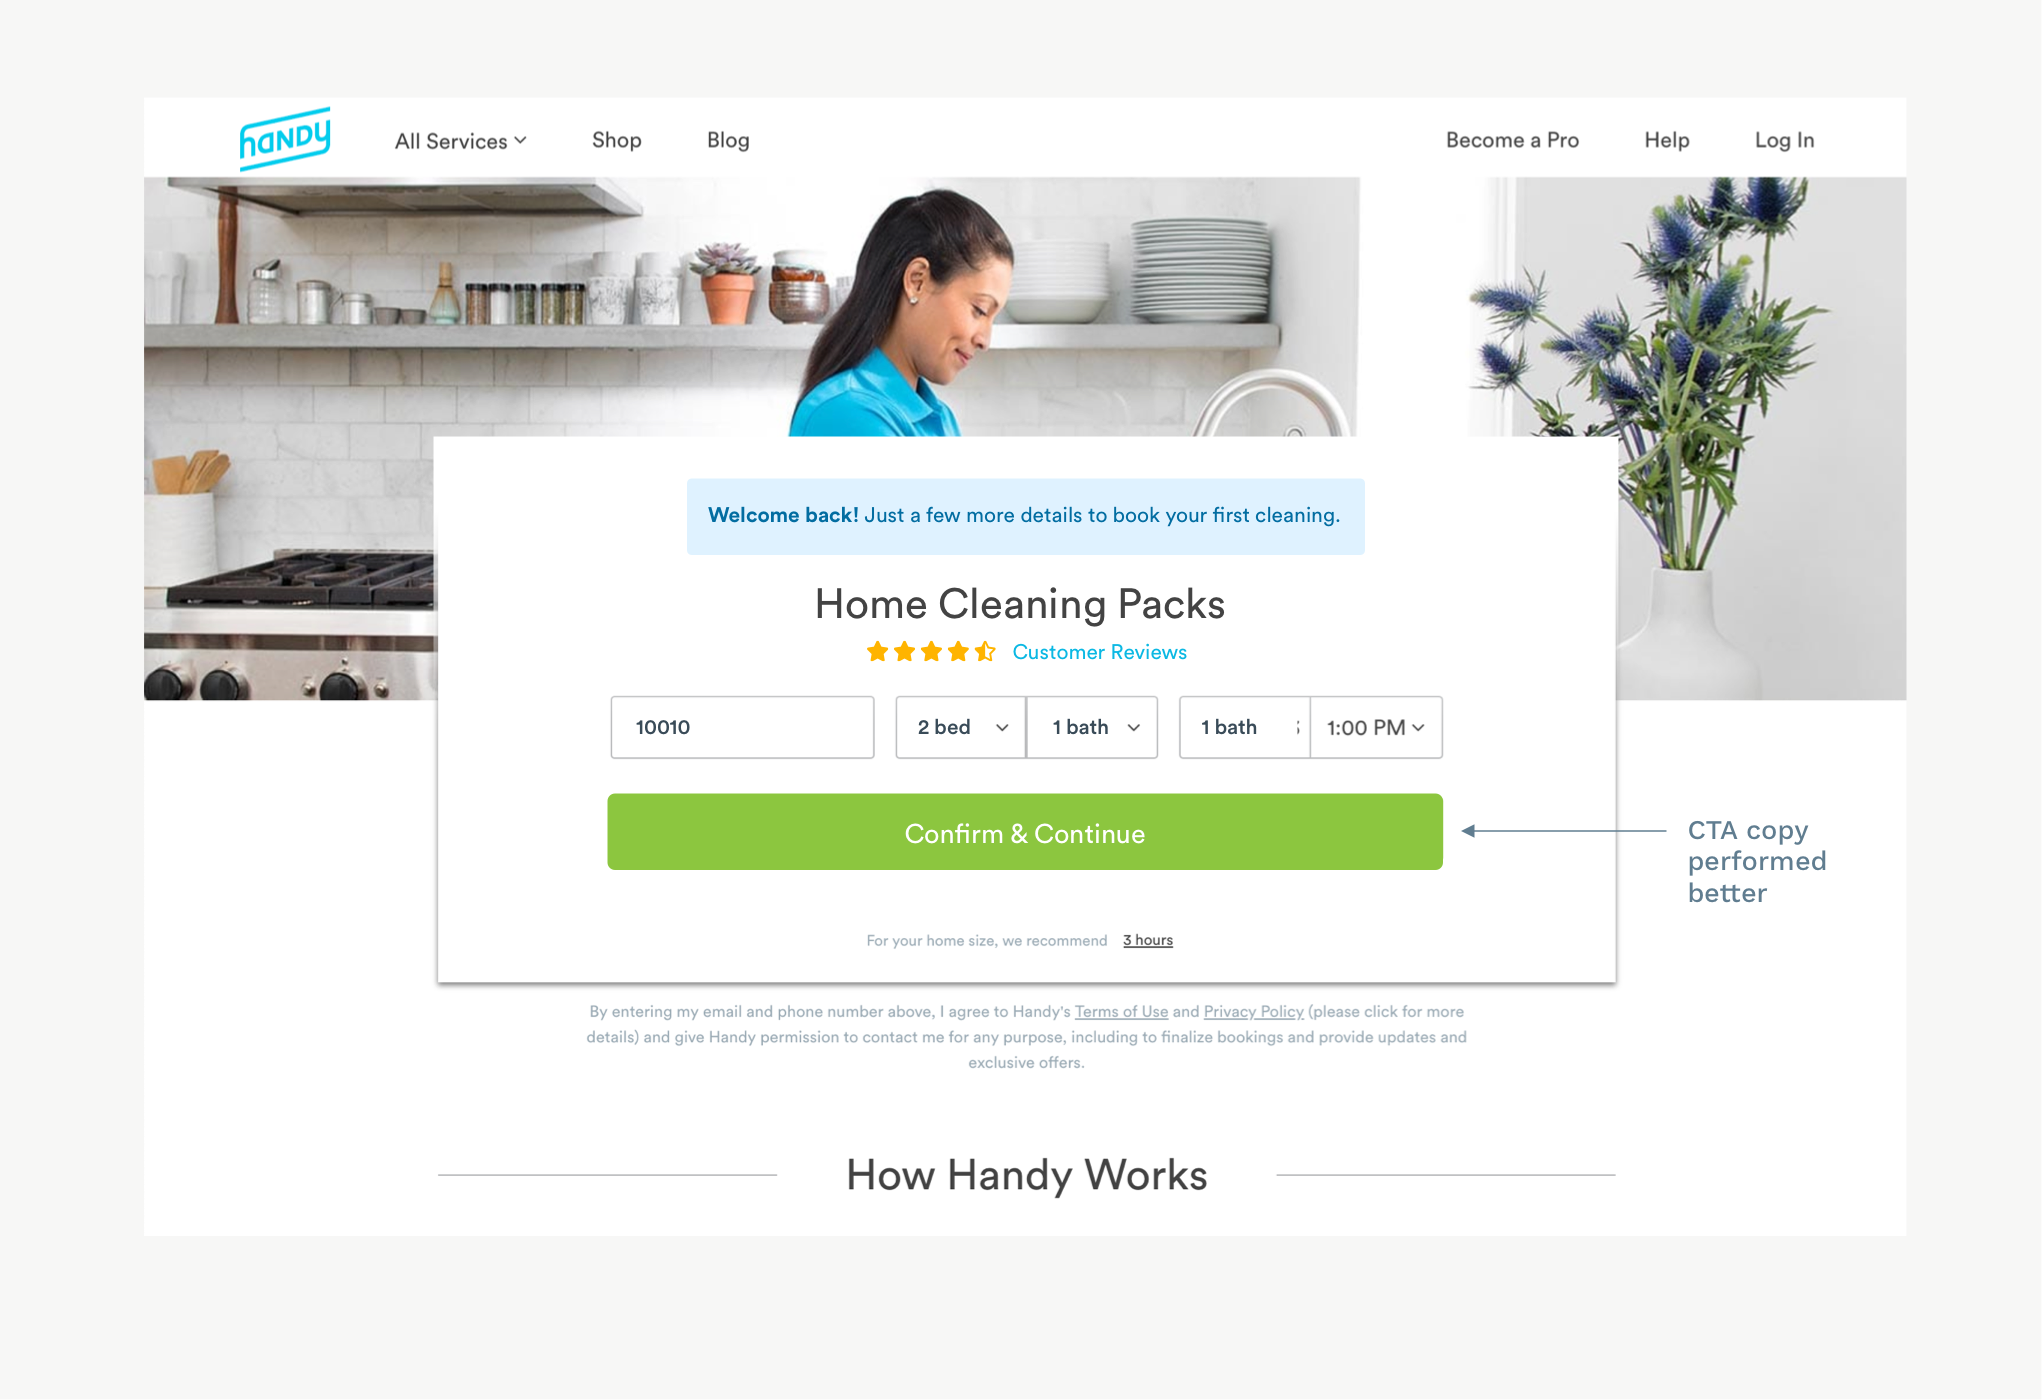 handy
All Services
Shop
Blog
Become a Pro
Help
Log In
Welcome back! Just a few more details to book your first cleaning.
Home Cleaning Packs
Customer Reviews
10010
2 bed
1 bath
1 bath
1:00 PM
Confirm & Continue
CTA copy
performed
better
For your home size, we recommend 3 hours
By entering my email and phone number above, I agree to Handy's Terms of Use and Privacy Policy (please click for more
details) and give Handy permission to contact me for any purpose, including to finalize bookings and provide updates and
exclusive offers.
How Handy Works